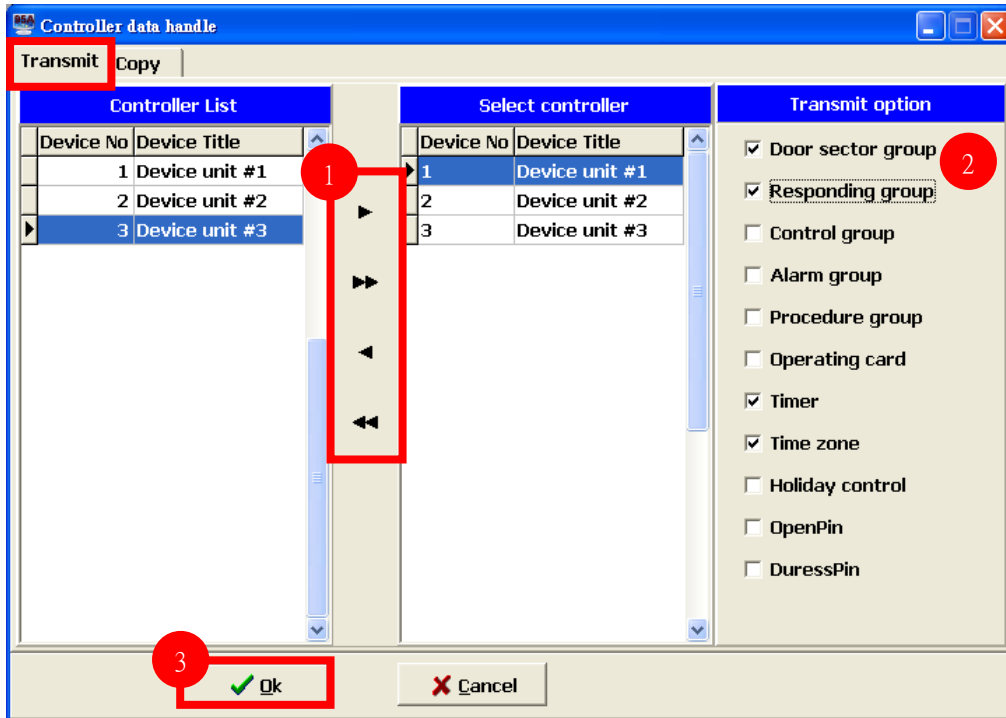 Controller data handle
Transmit Copy
Controller List
Device No Device Title
1 Device unit #1
2 Device unit #2
3 Device unit #3
1
Select controller
Device No Device Title
1 Device unit #1
2 Device unit #2
3 Device unit #3
Transmit option
2
Door sector group
Responding group
Control group
Alarm group
Procedure group
Operating card
Timer
Time zone
Holiday control
OpenPin
DuressPin
3
Ok
Cancel